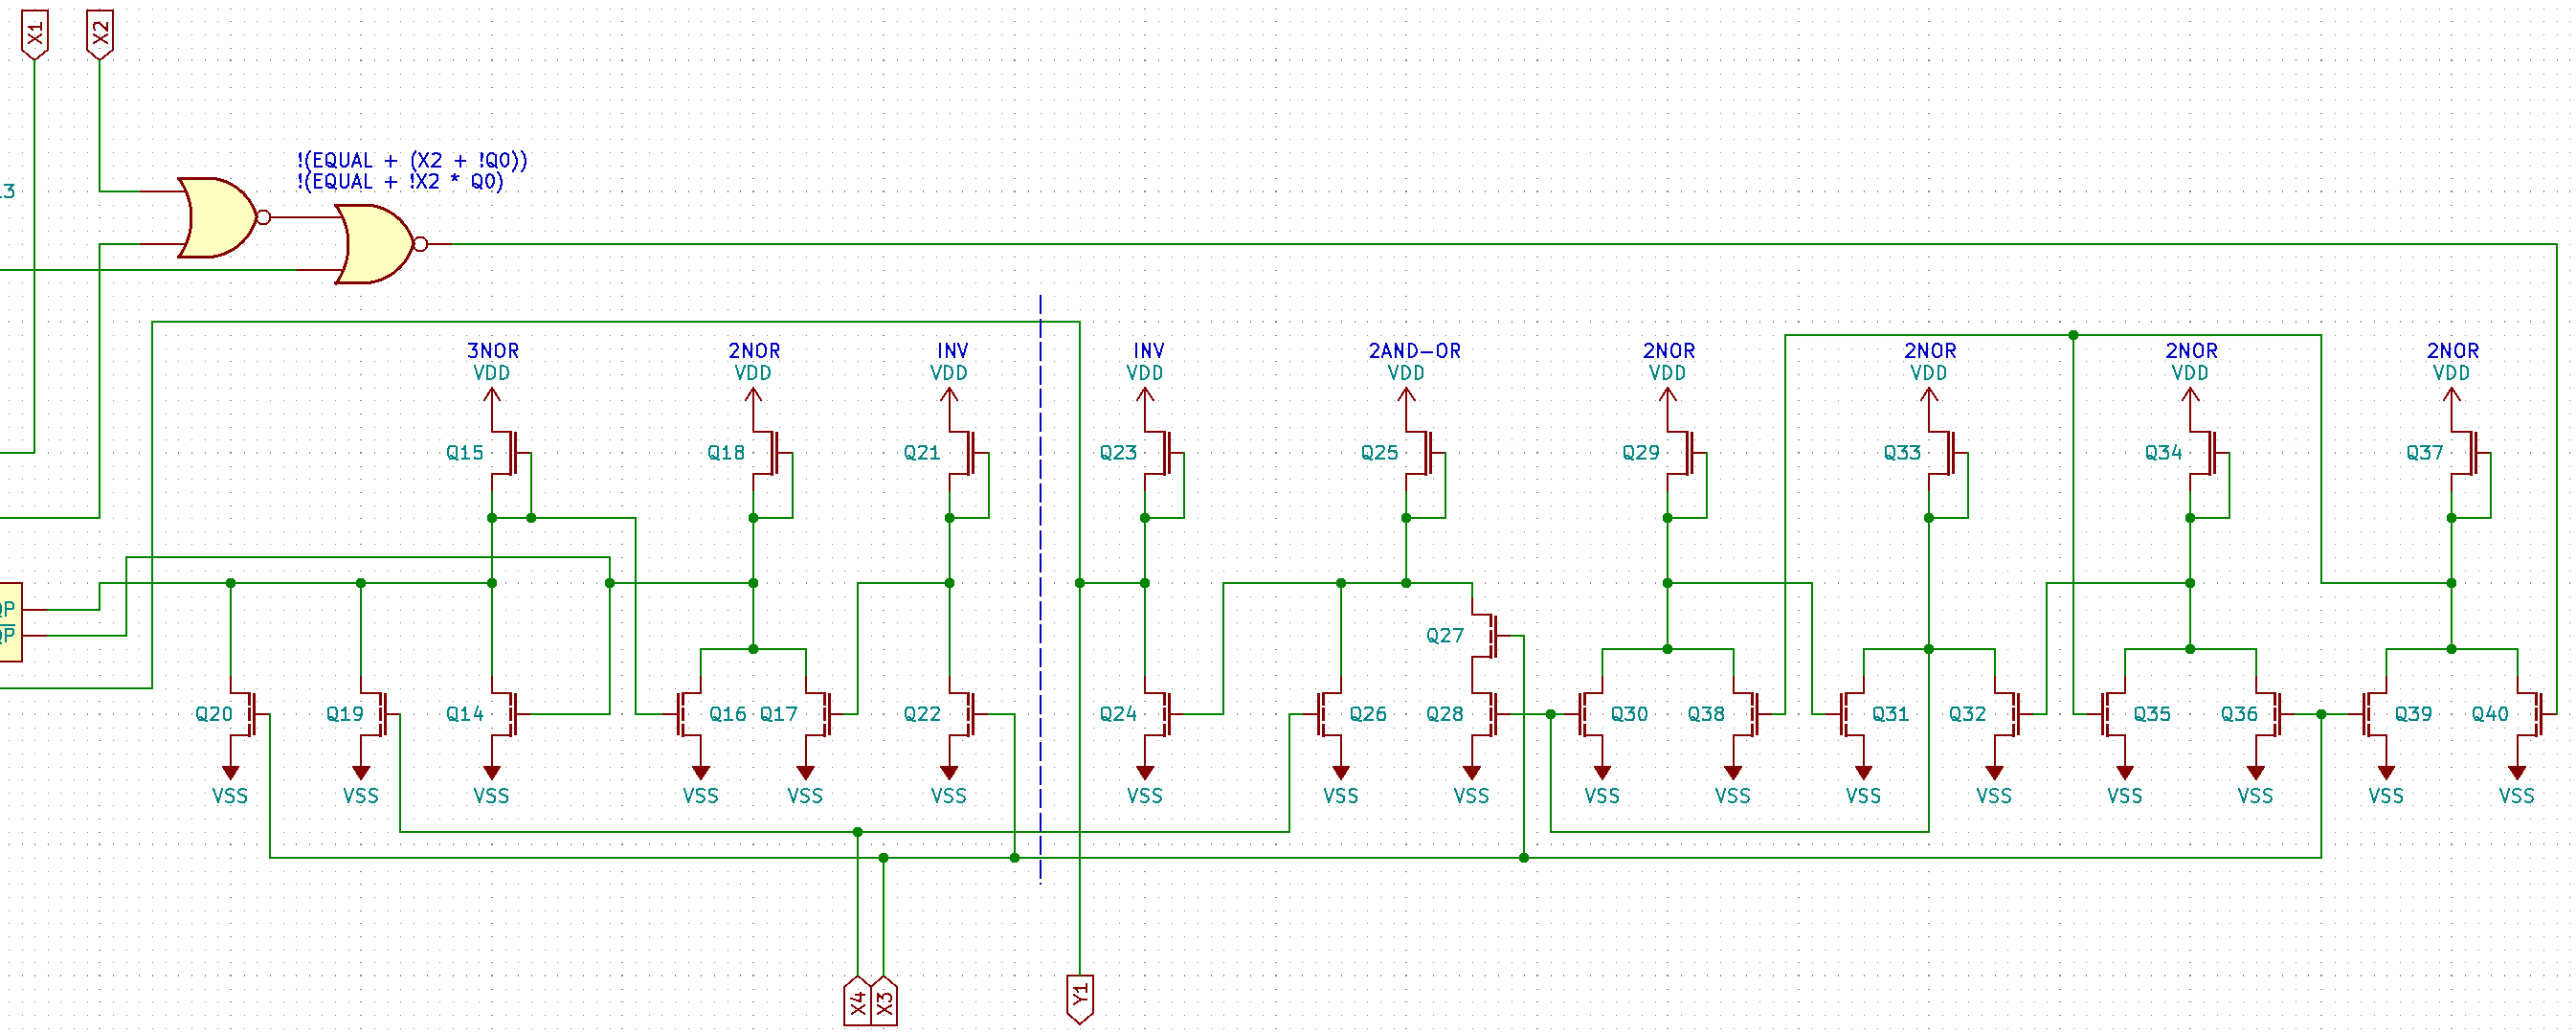 X1
X2
!(EQUAL + (X2 + !Q0))
!(EQUAL + !X2 * Q0)
3NOR 2NOR INV INV 2AND-OR 2NOR 2NOR 2NOR 2NOR
VDD VDD VDD VDD VDD VDD VDD VDD VDD
Q15 Q18 Q21 Q23 Q25 Q29 Q33 Q34 Q37
Q27
Q20 Q19 Q14 Q16 Q17 Q22 Q24 Q26 Q28 Q30 Q38 Q31 Q32 Q35 Q36 Q39 Q40
VSS VSS VSS VSS VSS VSS VSS VSS VSS VSS VSS VSS VSS VSS VSS VSS VSS
X4
X3
Y1